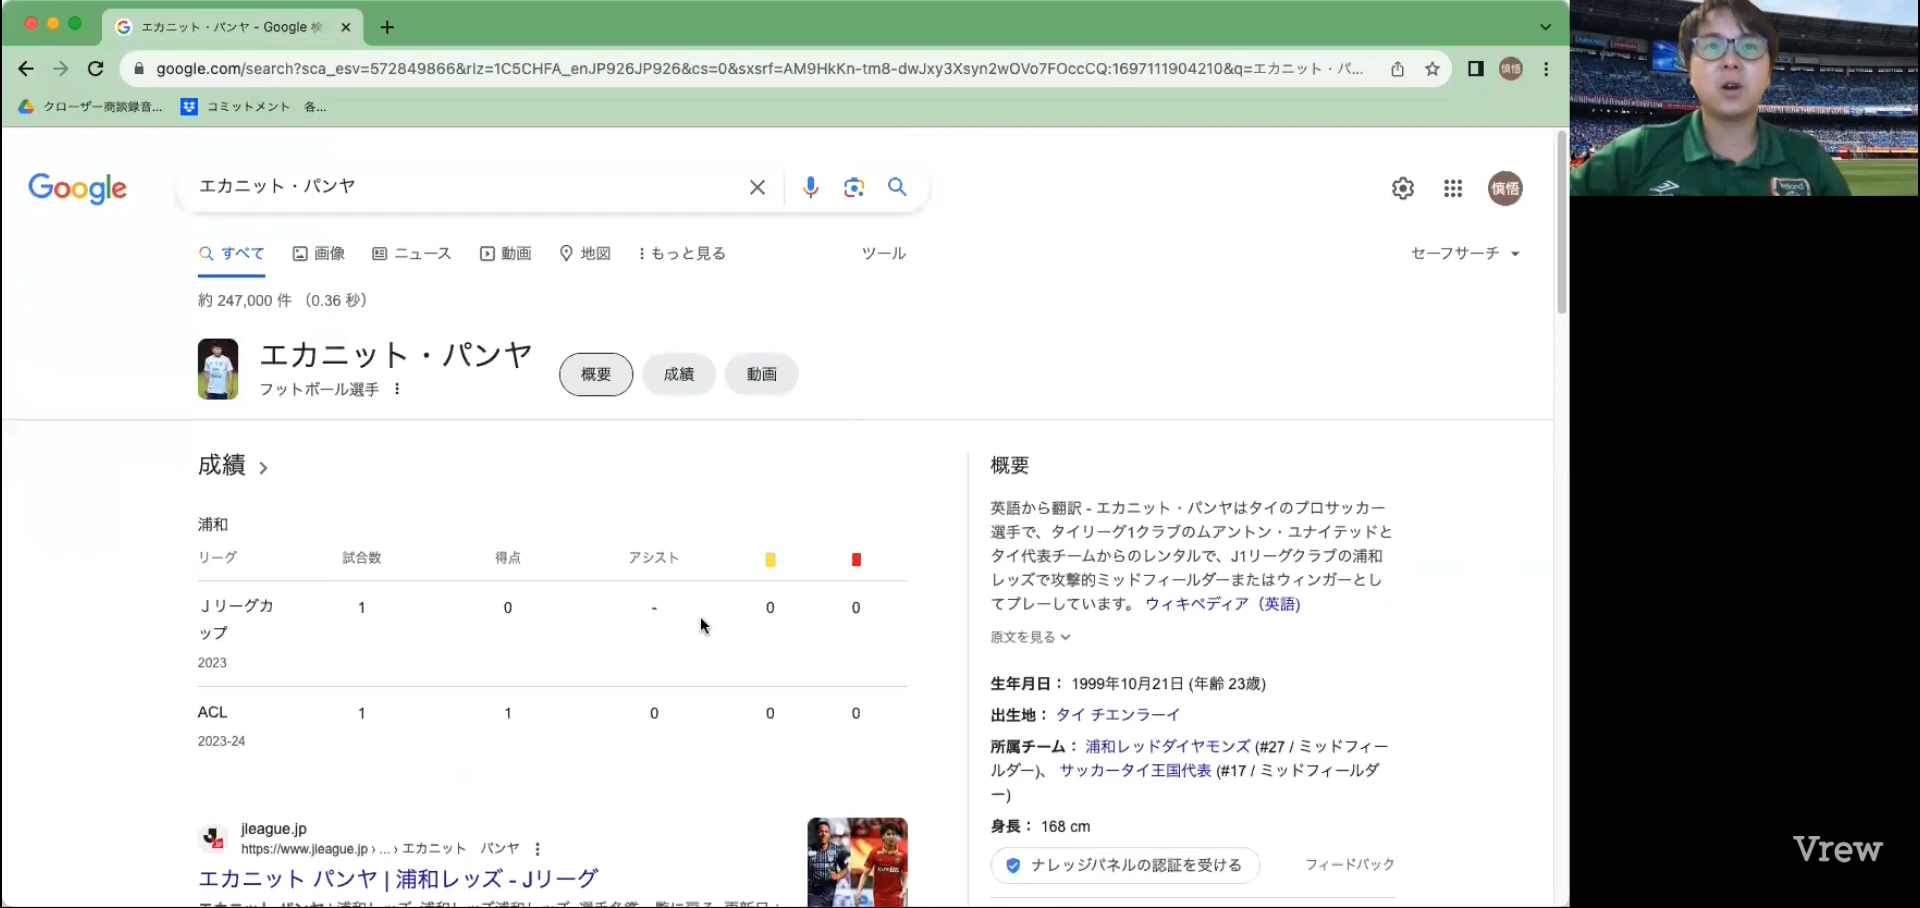 エカニット・パンヤ - Google 検
google.com/search?sca_esv=572849866&rlz=1C5CHFA_enJP926JP926&cs=0&sxsrf=AM9HkKn-tm8-dwJxy3Xsyn2wOVo7FOccCQ:1697111904210&q=エカニット・パ...
慎悟
クローザー商談録音...
コミットメント 各...
Google
エカニット・パンヤ
慎悟
すべて
画像
ニュース
動画
地図
もっと見る
ツール
セーフサーチ
約 247,000 件 （0.36 秒）
エカニット・パンヤ
フットボール選手
概要
成績
動画
成績
浦和
リーグ 試合数 得点 アシスト
Ｊリーグカ
ップ
1 0 - 0 0
2023
ACL 1 1 0 0 0
2023-24
jleague.jp
https://www.jleague.jp › ... › エカニット パンヤ
エカニット パンヤ | 浦和レッズ - Jリーグ
概要
英語から翻訳 - エカニット・パンヤはタイのプロサッカー
選手で、タイリーグ1クラブのムアントン・ユナイテッドと
タイ代表チームからのレンタルで、J1リーグクラブの浦和
レッズで攻撃的ミッドフィールダーまたはウィンガーとし
てプレーしています。 ウィキペディア（英語)
原文を見る
生年月日： 1999年10月21日 (年齢 23歳)
出生地： タイ チエンラーイ
所属チーム： 浦和レッドダイヤモンズ (#27 / ミッドフィー
ルダー)、 サッカータイ王国代表 (#17 / ミッドフィールダ
ー)
身長： 168 cm
ナレッジパネルの認証を受ける
フィードバック
Ireland
Vrew